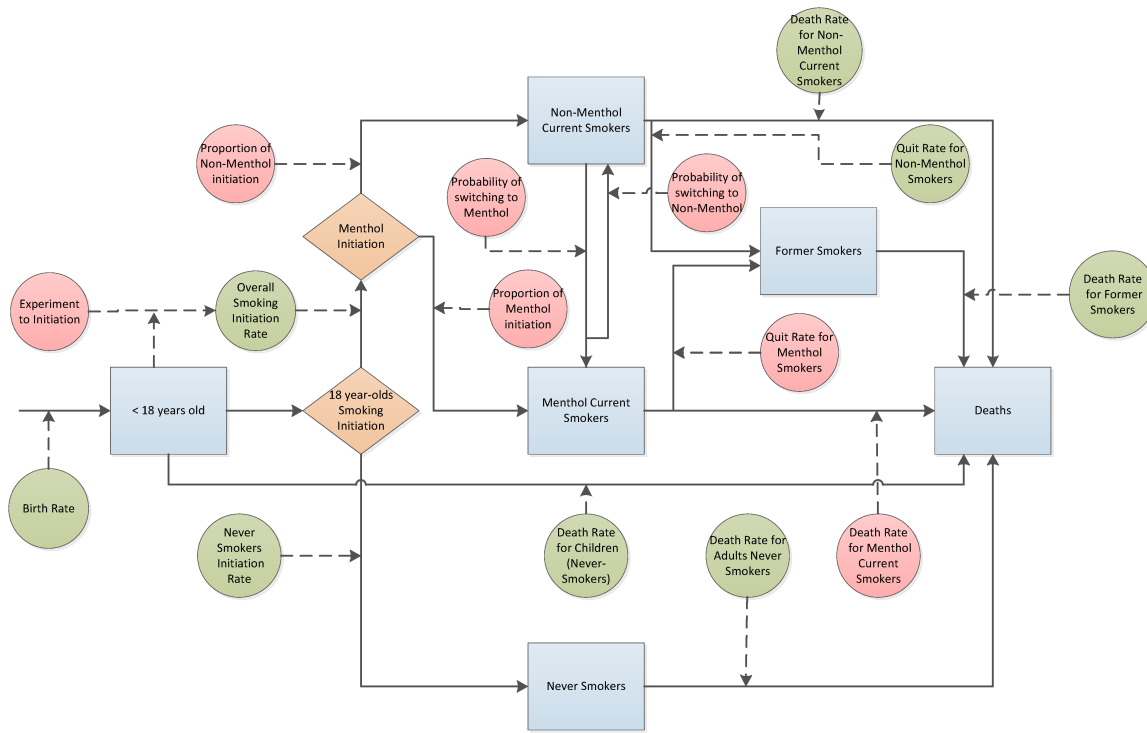 Death Rate
for Non-
Menthol
Current
Smokers
Non-Menthol
Current Smokers
Proportion of
Non-Menthol
initiation
Quit Rate for
Non-Menthol
Smokers
Probability of
switching to
Menthol
Probability of
switching to
Non-Menthol
Menthol
Initiation
Former Smokers
Experiment
to Initiation
Overall
Smoking
Initiation
Rate
Proportion of
Menthol
initiation
Death Rate
for Former
Smokers
Quit Rate for
Menthol
Smokers
< 18 years old
18 year-olds
Smoking
Initiation
Menthol Current
Smokers
Deaths
Birth Rate
Never
Smokers
Initiation
Rate
Death Rate
for Children
(Never-
Smokers)
Death Rate for
Adults Never
Smokers
Death Rate
for Menthol
Current
Smokers
Never Smokers